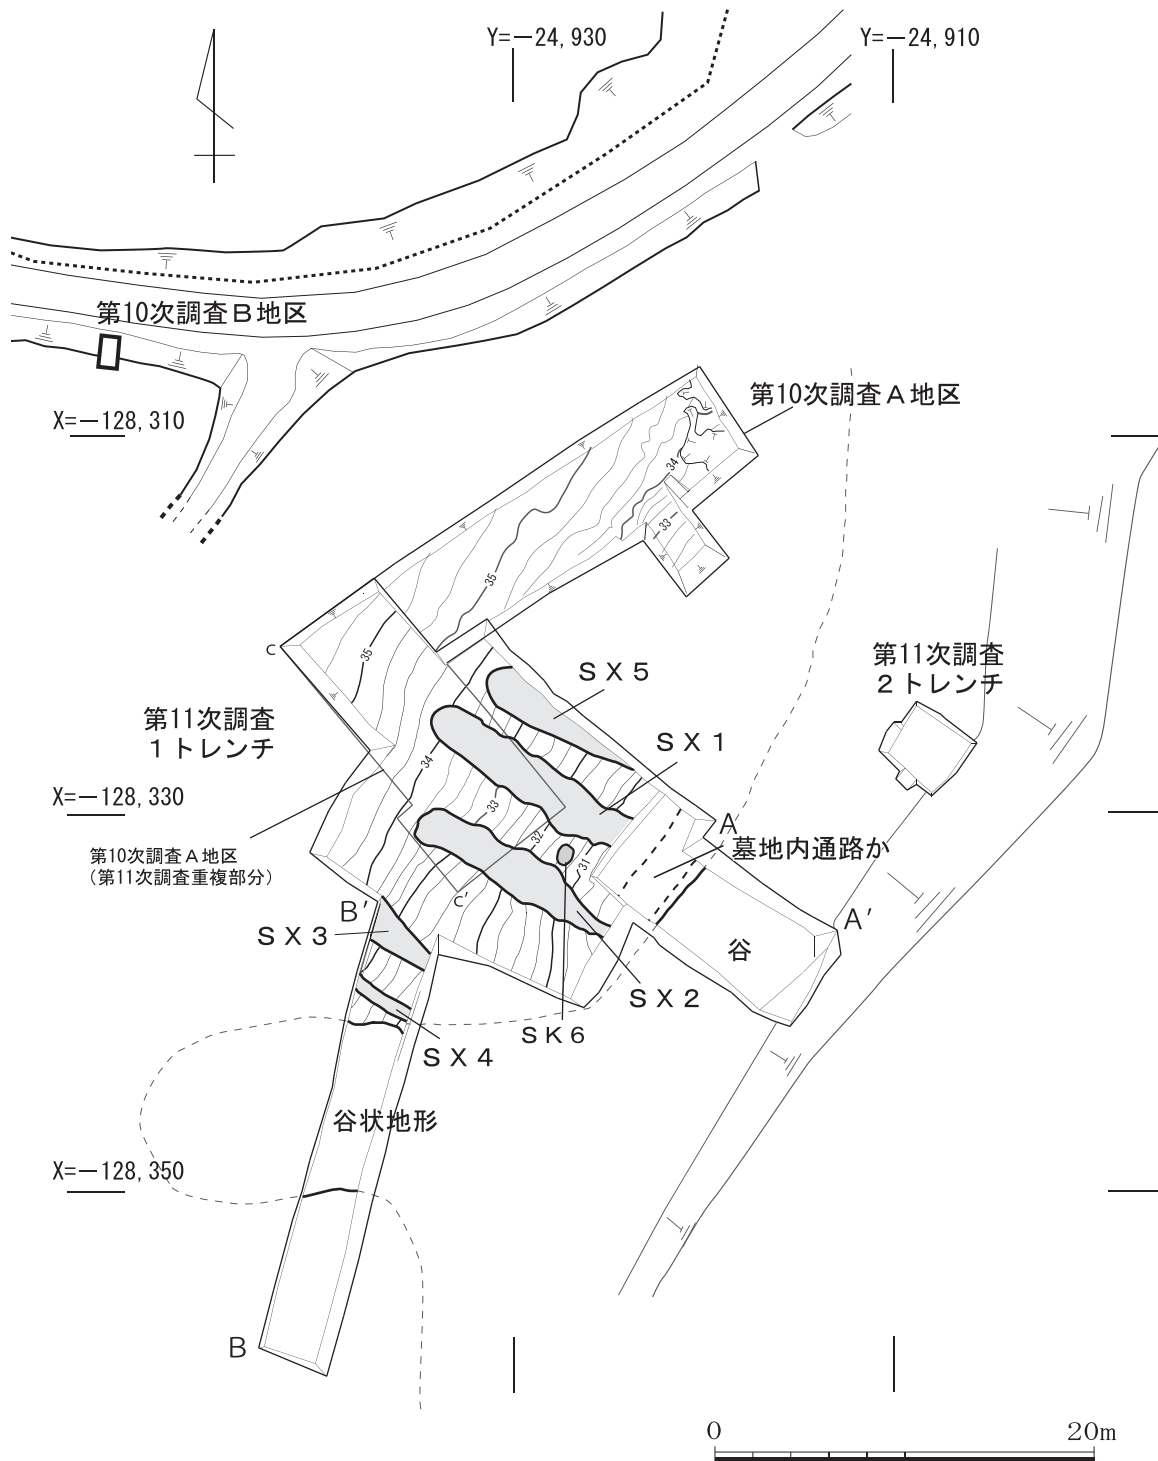 Y=－24,930
Y=－24,910
第10次調査Ｂ地区
X=－128,310
第10次調査Ａ地区
34
33
35
c
35
第11次調査
１トレンチ
ＳＸ５
第11次調査
２トレンチ
ＳＸ１
34
X=－128,330
33
32
31
A
墓地内通路か
第10次調査Ａ地区
（第11次調査重複部分）
c'
B'
ＳＸ３
A'
谷
ＳＸ２
ＳＫ６
ＳＸ４
谷状地形
X=－128,350
B
0
20m